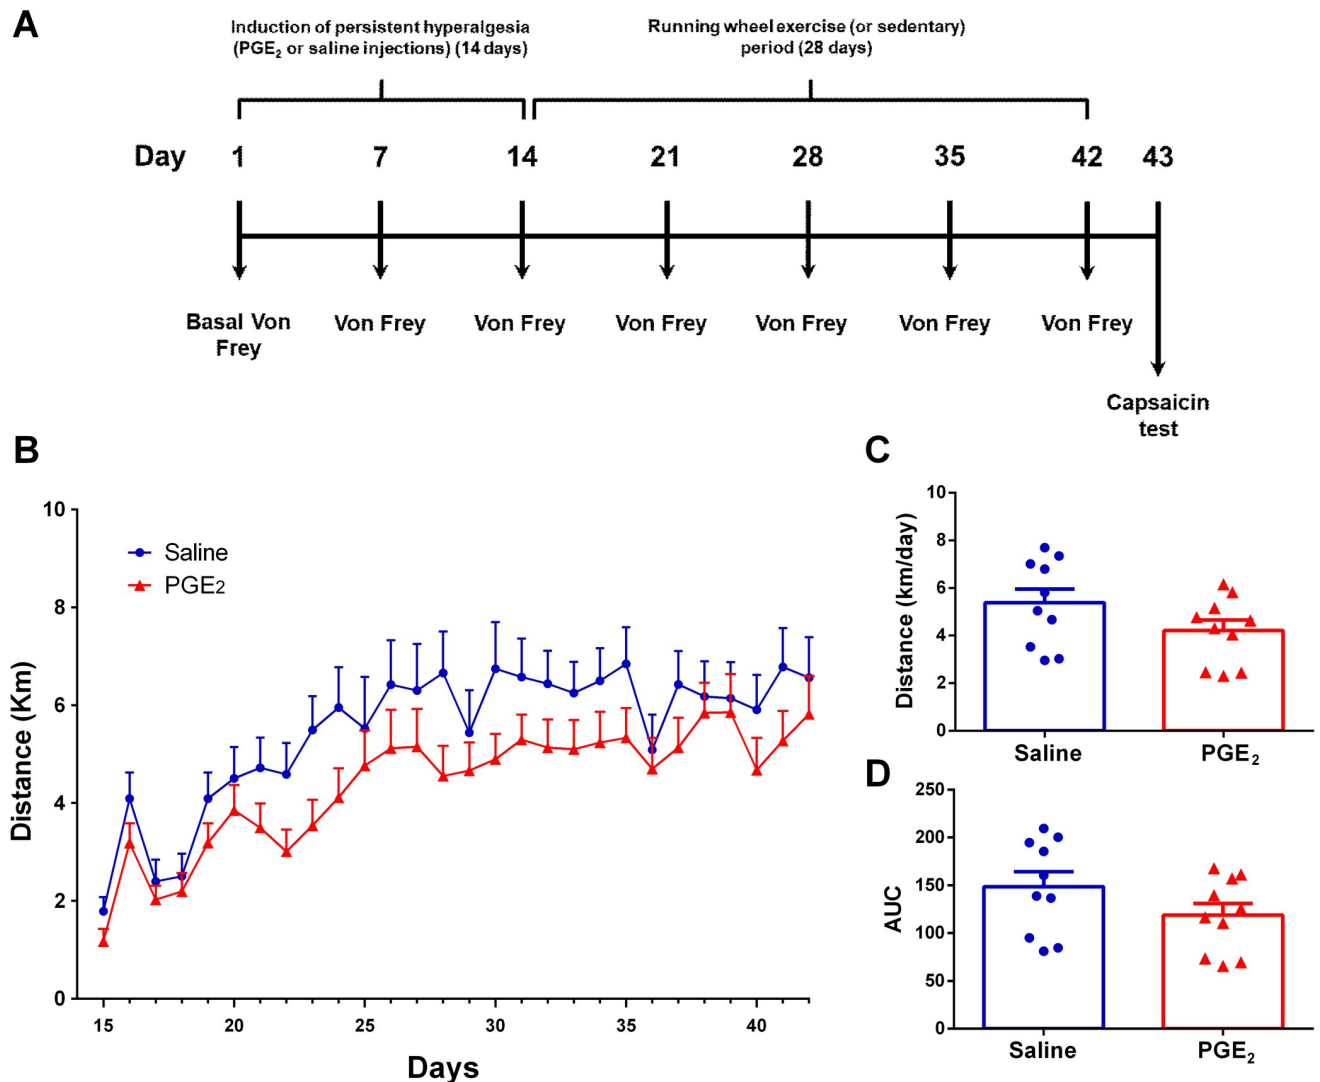 A
Induction of persistent hyperalgesia
(PGE2 or saline injections) (14 days)
Running wheel exercise (or sedentary)
period (28 days)
Day 1 7 14 21 28 35 42 43
Basal Von
Frey
Von Frey Von Frey Von Frey Von Frey Von Frey Von Frey
Capsaicin
test
B
Distance (Km)
10
8
6
4
2
0
Saline
PGE2
15 20 25 30 35 40
Days
C
Distance (km/day)
10
8
6
4
2
0
Saline PGE2
D
AUC
250
200
150
100
50
0
Saline PGE2